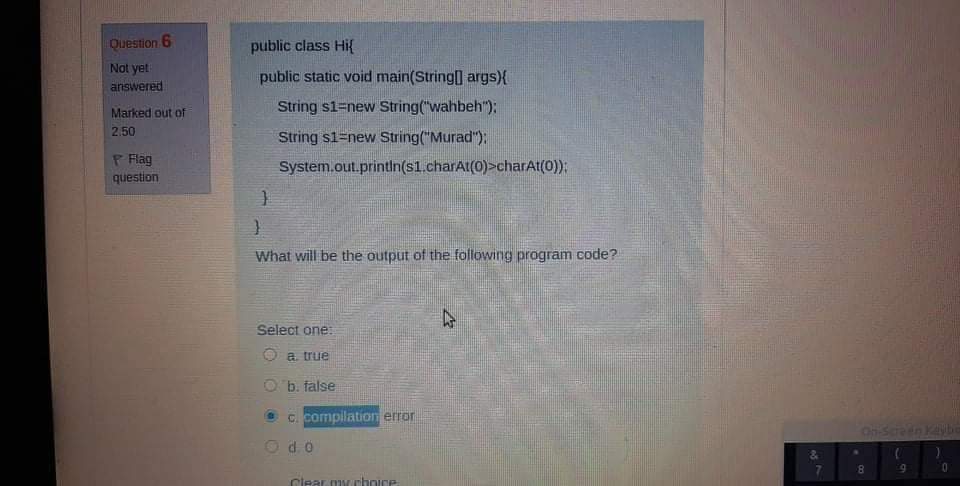 Question 6
Not yet
answered
Marked out of
2.50
Flag
question
public class Hi{
public static void main(String[] args){
String s1=new String("wahbeh");
String s1=new String("Murad");
System.out.println(s1.charAt(0)>charAt(0));
}
}
What will be the output of the following program code?
Select one:
a. true
b. false
c. compilation error
d. 0
Clear my choice
On-Screen Keybo
& * ( )
7 8 9 0